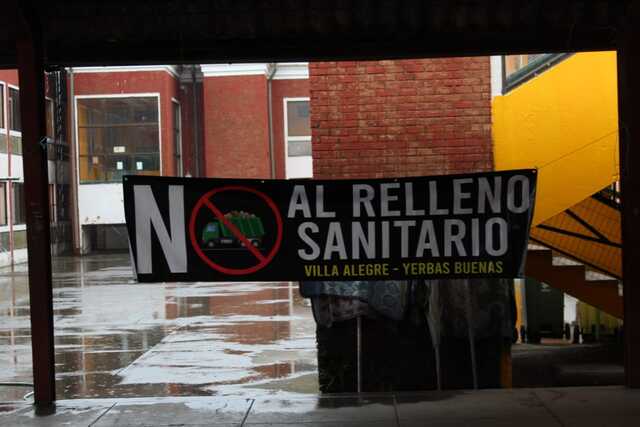 NO AL RELLENO
SANITARIO
VILLA ALEGRE - YERBAS BUENAS